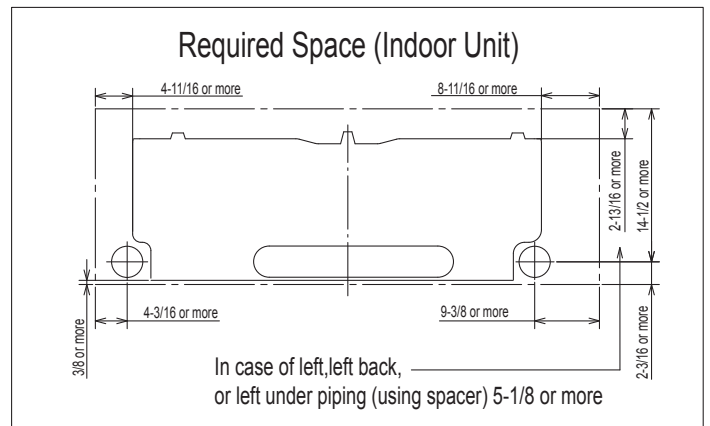 Required Space (Indoor Unit)
4-11/16 or more
8-11/16 or more
2-13/16 or more
14-1/2 or more
3/8 or more
4-3/16 or more
9-3/8 or more
2-3/16 or more
In case of left,left back,
or left under piping (using spacer) 5-1/8 or more